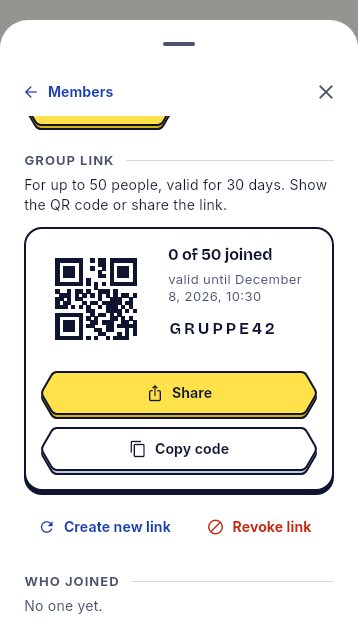 Members
GROUP LINK
For up to 50 people, valid for 30 days. Show
the QR code or share the link.
0 of 50 joined
valid until December
8, 2026, 10:30
GRUPPE42
Share
Copy code
Create new link
Revoke link
WHO JOINED
No one yet.